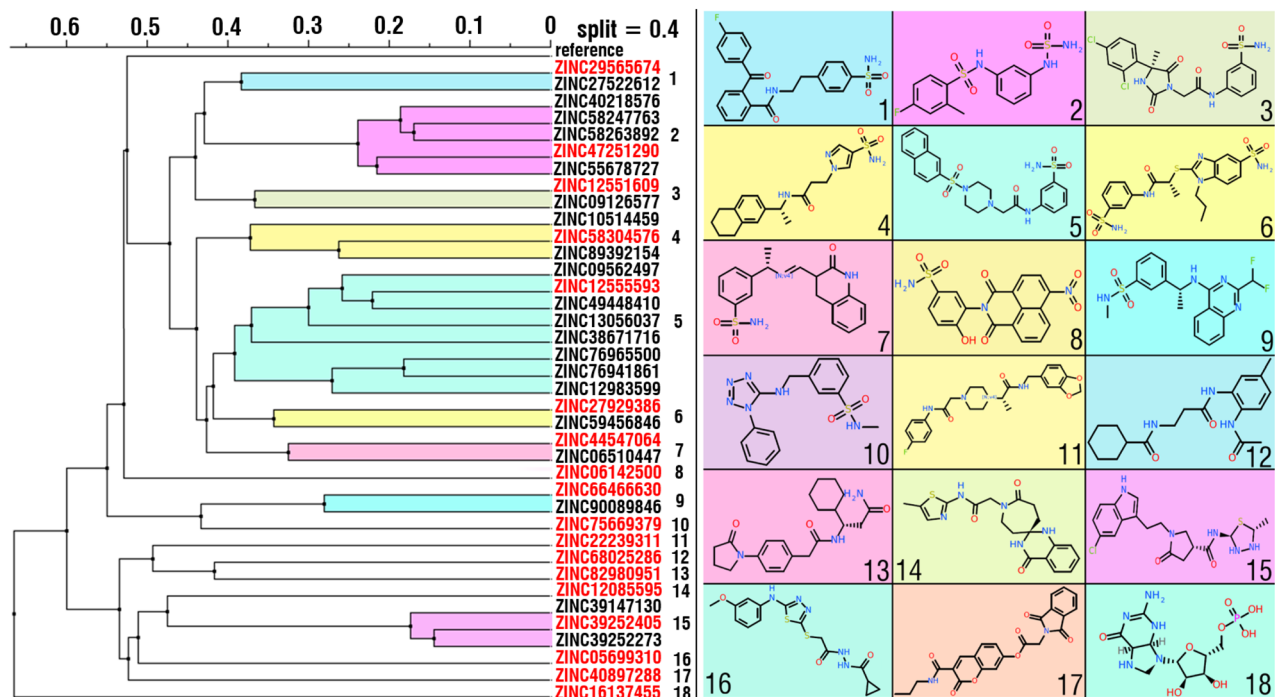 0.6 0.5 0.4 0.3 0.2 0.1 0 split = 0.4
reference
ZINC29565674 1
ZINC27522612
ZINC40218576
ZINC58247763
ZINC58263892 2
ZINC47251290
ZINC55678727
ZINC12551609 3
ZINC09126577
ZINC10514459
ZINC58304576 4
ZINC89392154
ZINC09562497
ZINC12555593
ZINC49448410
ZINC13056037 5
ZINC38671716
ZINC76965500
ZINC76941861
ZINC12983599
ZINC27929386 6
ZINC59456846
ZINC44547064 7
ZINC06510447
ZINC06142500 8
ZINC66466630 9
ZINC90089846
ZINC75669379 10
ZINC22239311 11
ZINC68025286 12
ZINC82980951 13
ZINC12085595 14
ZINC39147130
ZINC39252405 15
ZINC39252273
ZINC05699310 16
ZINC40897288 17
ZINC16137455 18
1 2 3
4 5 6
7 8 9
10 11 12
13 14 15
16 17 18